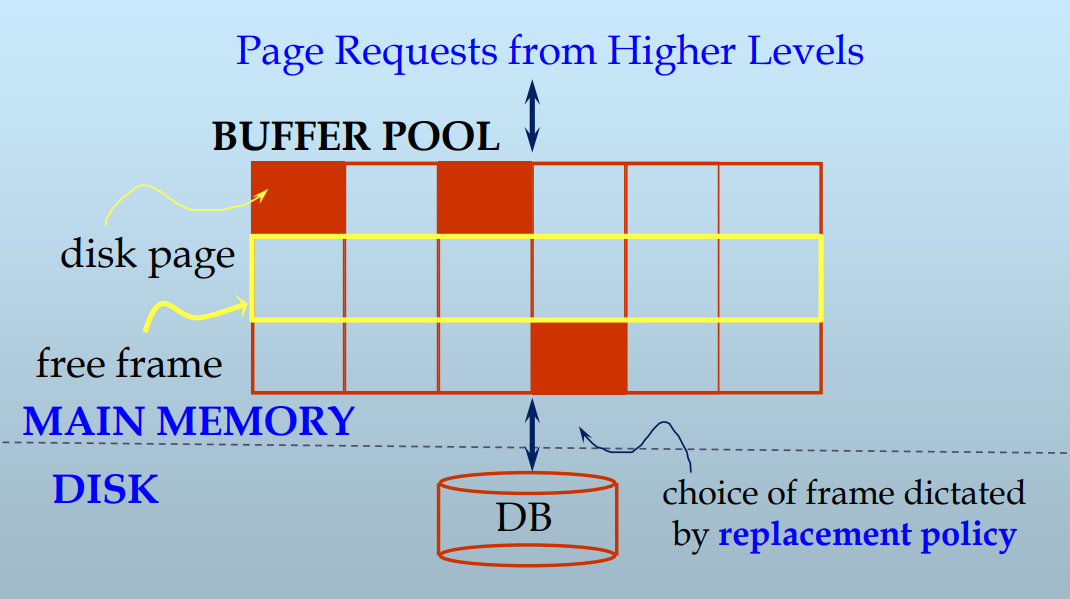 Page Requests from Higher Levels
BUFFER POOL
disk page
free frame
MAIN MEMORY
DISK
DB
choice of frame dictated
by replacement policy